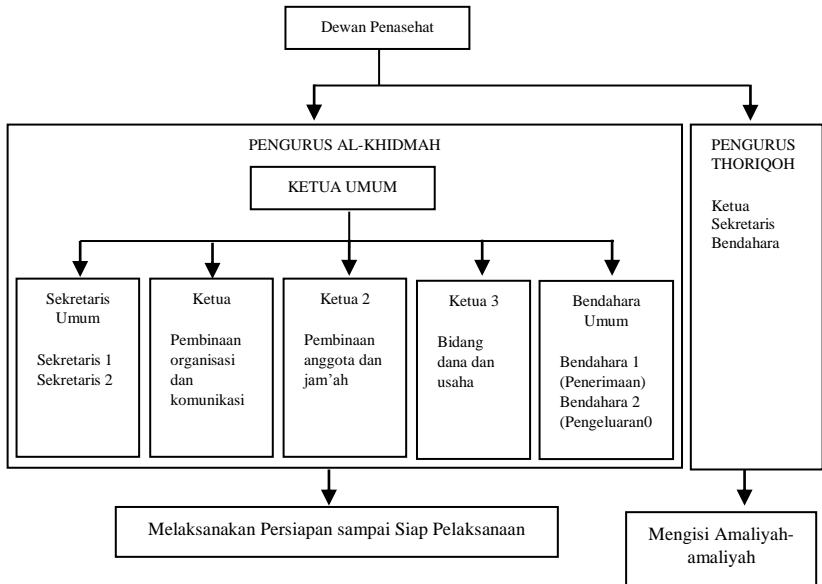 Dewan Penasehat
PENGURUS AL-KHIDMAH
KETUA UMUM
Sekretaris
Umum
Sekretaris 1
Sekretaris 2
Ketua
Pembinaan
organisasi
dan
komunikasi
Ketua 2
Pembinaan
anggota dan
jam’ah
Ketua 3
Bidang
dana dan
usaha
Bendahara
Umum
Bendahara 1
(Penerimaan)
Bendahara 2
(Pengeluaran0
PENGURUS
THORIQOH
Ketua
Sekretaris
Bendahara
Melaksanakan Persiapan sampai Siap Pelaksanaan
Mengisi Amaliyah-
amaliyah